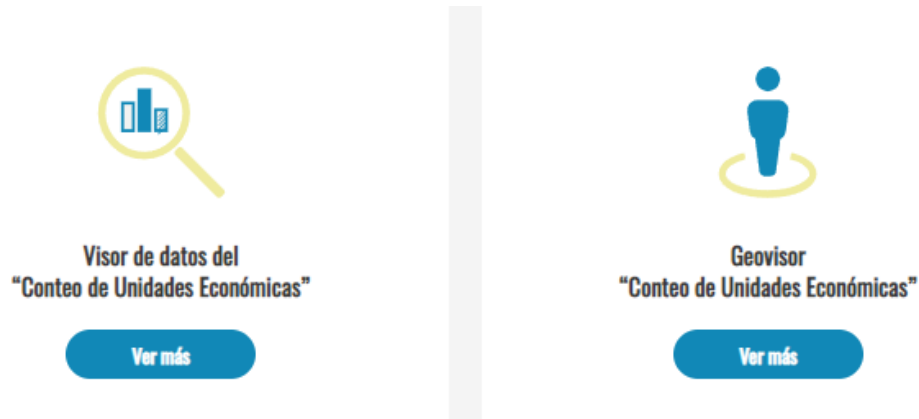 Visor de datos del
“Conteo de Unidades Económicas”
Ver más
Geovisor
“Conteo de Unidades Económicas”
Ver más